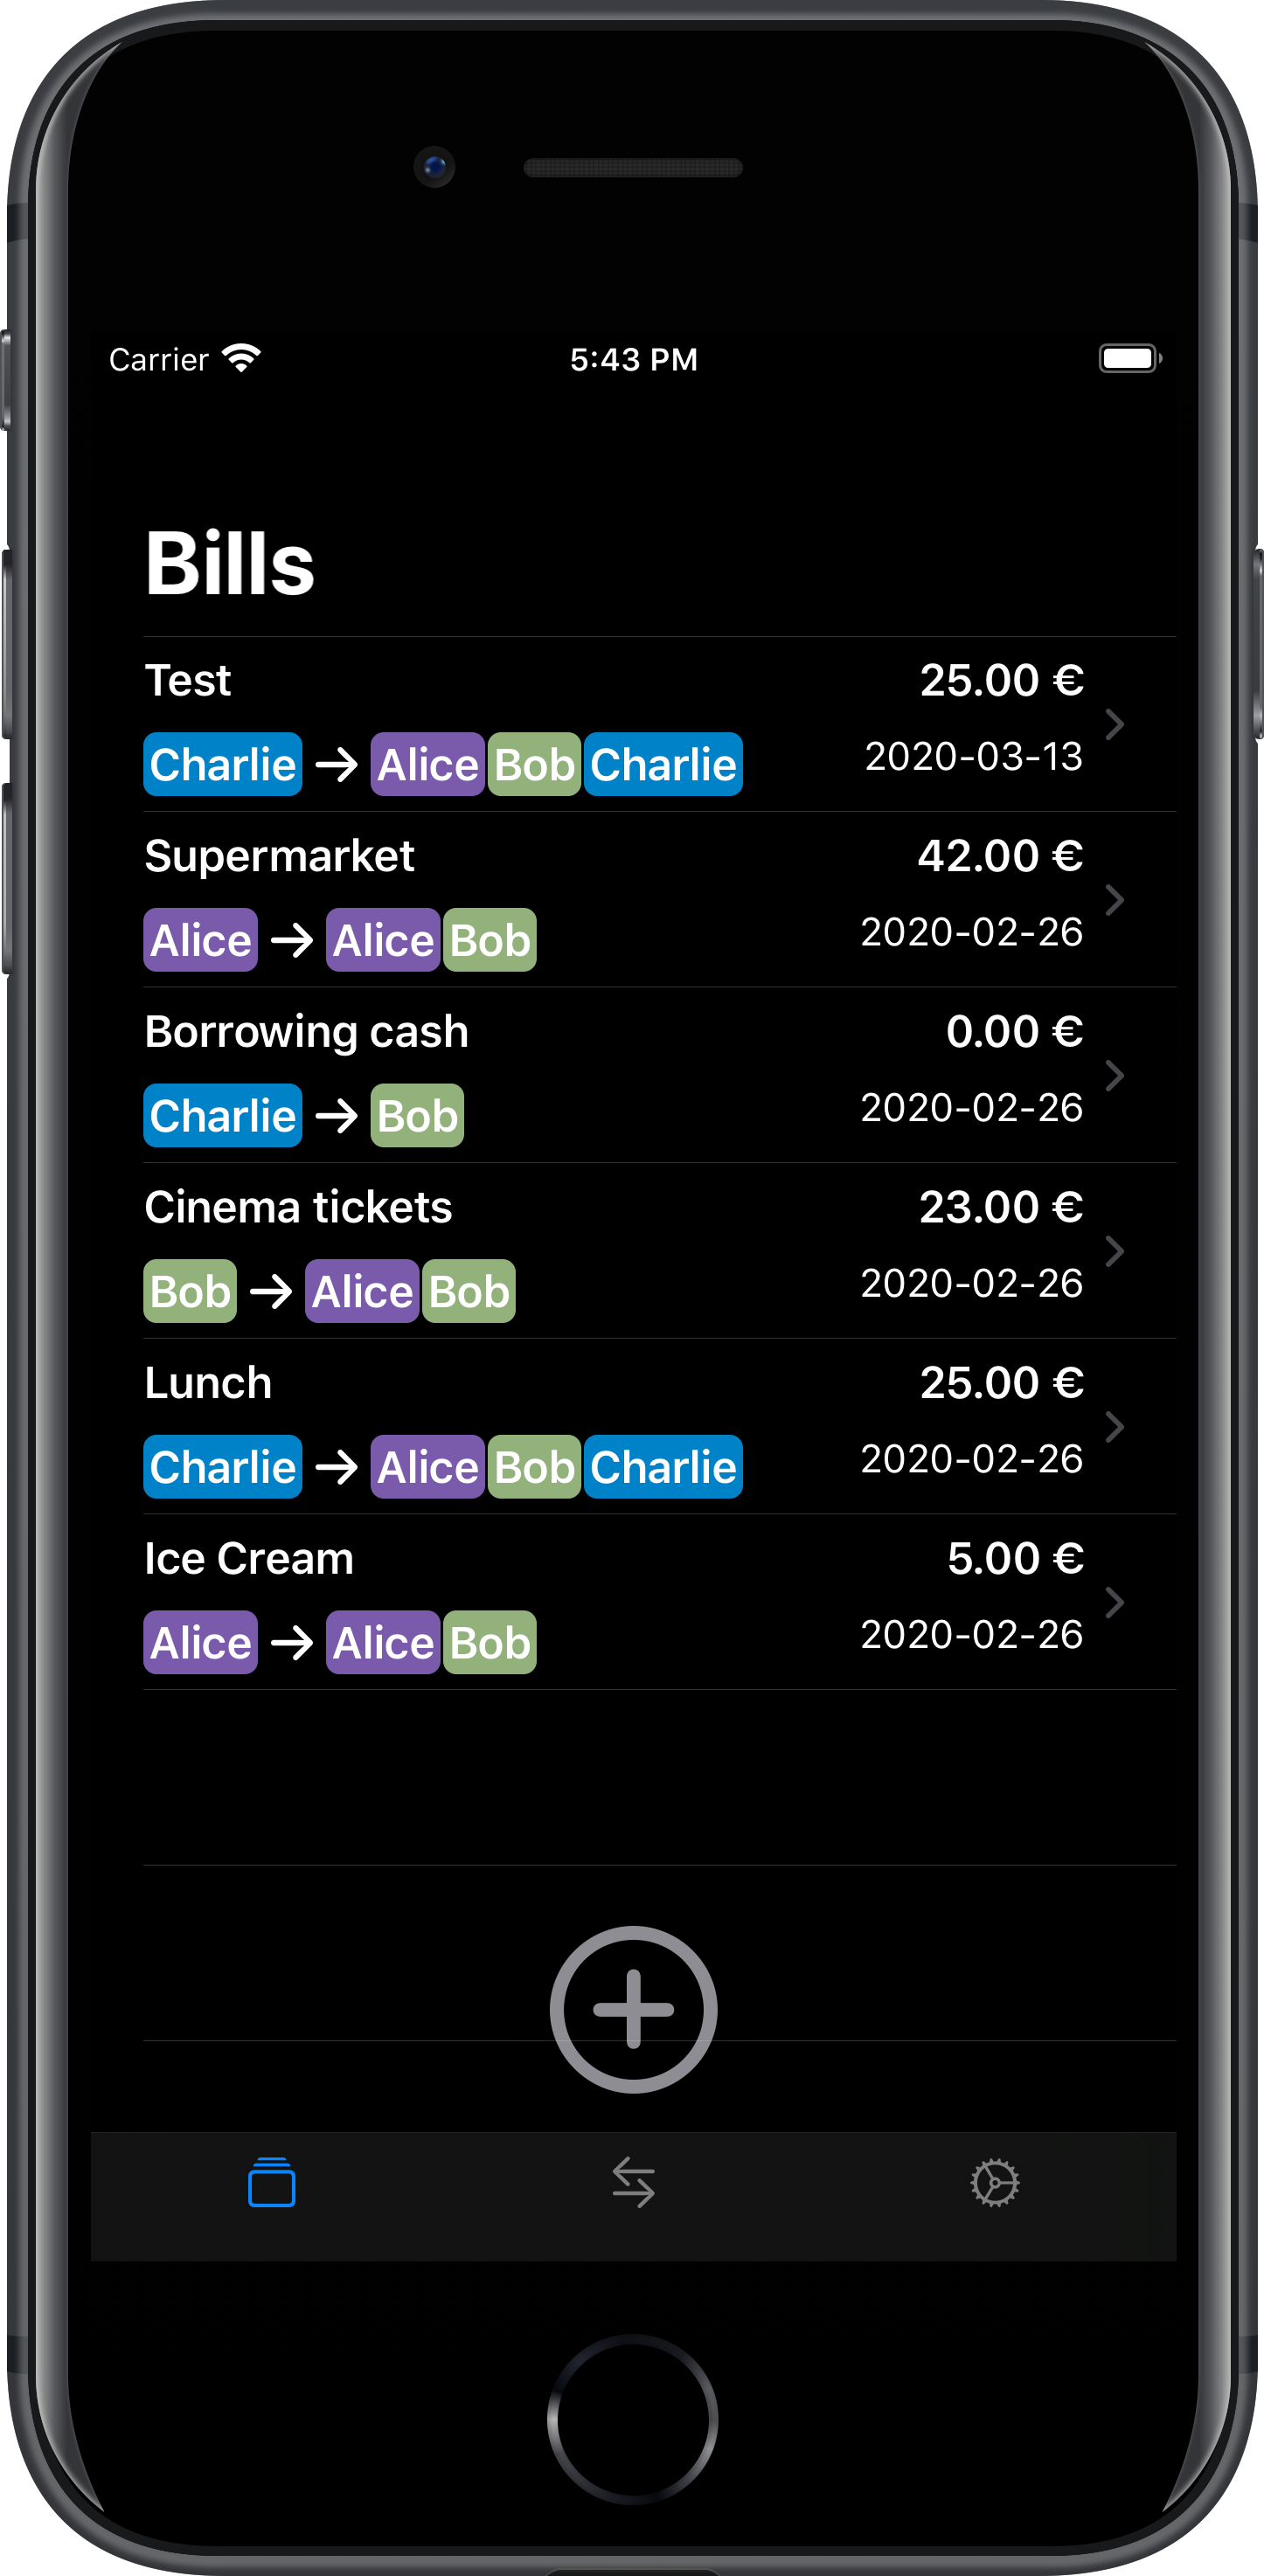 Carrier 5:43 PM
Bills
Test 25.00 €
Charlie → Alice Bob Charlie 2020-03-13
Supermarket 42.00 €
Alice → Alice Bob 2020-02-26
Borrowing cash 0.00 €
Charlie → Bob 2020-02-26
Cinema tickets 23.00 €
Bob → Alice Bob 2020-02-26
Lunch 25.00 €
Charlie → Alice Bob Charlie 2020-02-26
Ice Cream 5.00 €
Alice → Alice Bob 2020-02-26